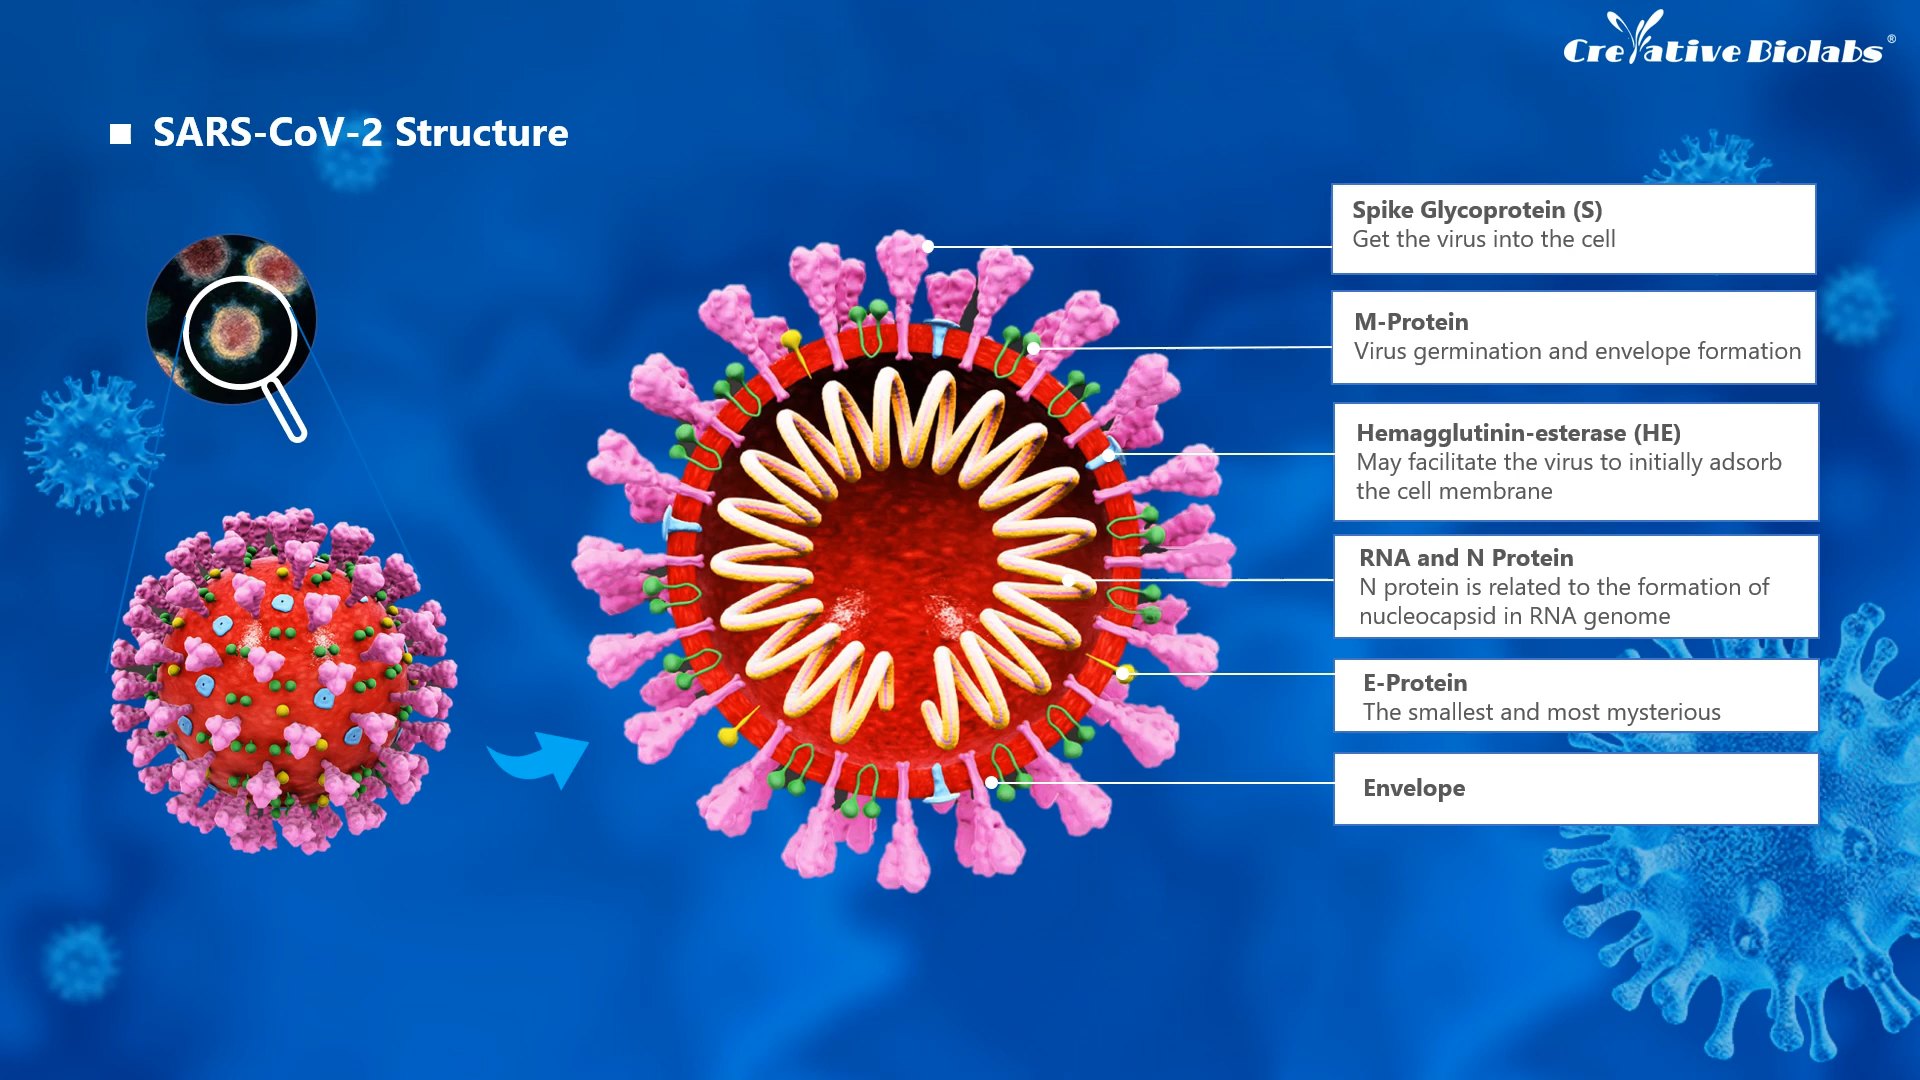 Creative Biolabs®
SARS-CoV-2 Structure
Spike Glycoprotein (S)
Get the virus into the cell
M-Protein
Virus germination and envelope formation
Hemagglutinin-esterase (HE)
May facilitate the virus to initially adsorb
the cell membrane
RNA and N Protein
N protein is related to the formation of
nucleocapsid in RNA genome
E-Protein
The smallest and most mysterious
Envelope